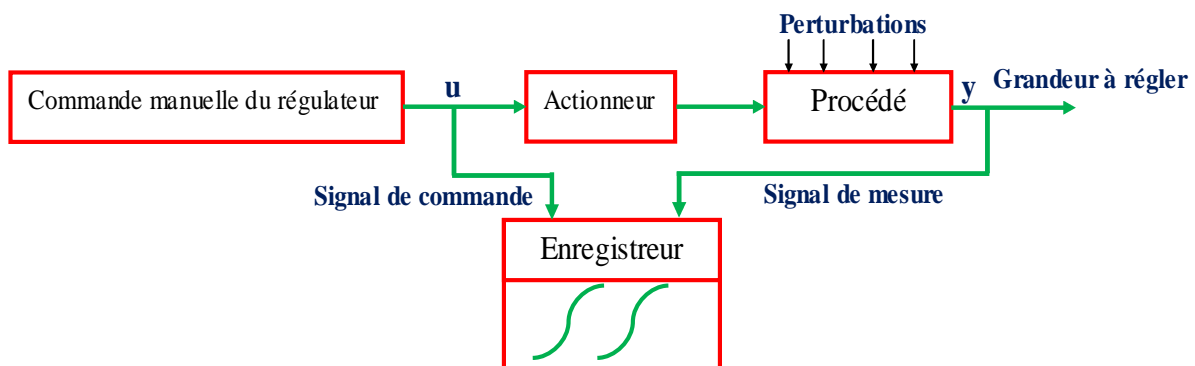 Perturbations
Commande manuelle du régulateur
u
Actionneur
Procédé
y
Grandeur à régler
Signal de commande
Signal de mesure
Enregistreur